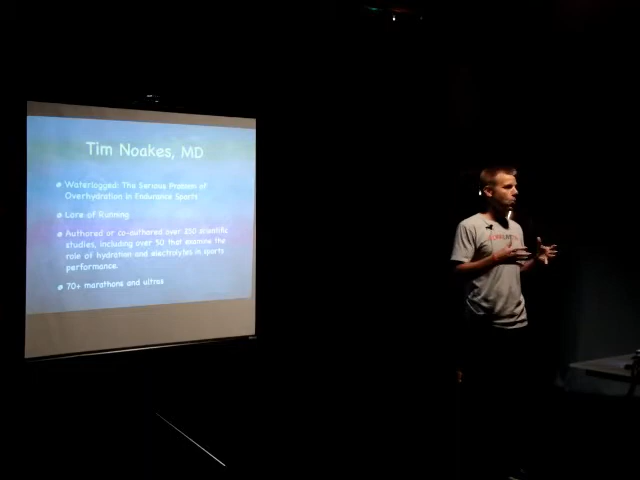 Tim Noakes, MD
Waterlogged: The Serious Problem of
Overhydration in Endurance Sports
Lore of Running
Authored or co-authored over 250 scientific
studies, including over 50 that examine the
role of hydration and electrolytes in sports
performance.
70+ marathons and ultras